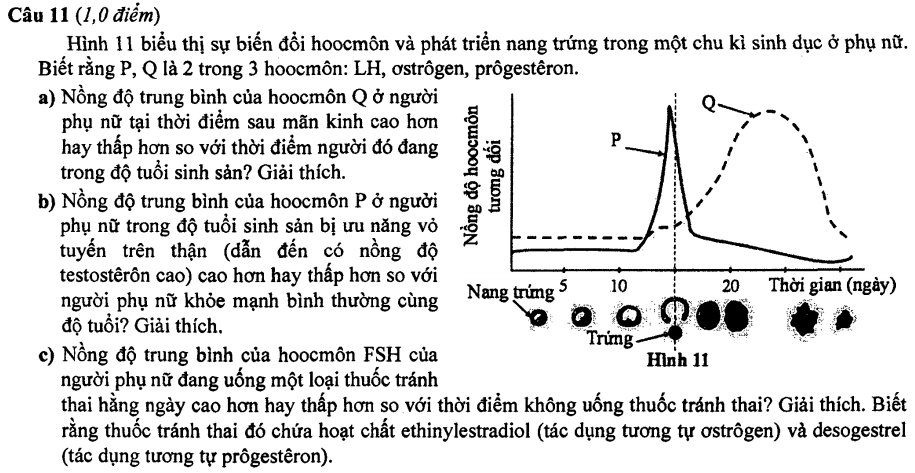 Câu 11 (1,0 điểm)
Hình 11 biểu thị sự biến đổi hoocmôn và phát triển nang trứng trong một chu kì sinh dục ở phụ nữ.
Biết rằng P, Q là 2 trong 3 hoocmôn: LH, ơstrôgen, prôgestêron.
a) Nồng độ trung bình của hoocmôn Q ở người
phụ nữ tại thời điểm sau mãn kinh cao hơn
hay thấp hơn so với thời điểm người đó đang
trong độ tuổi sinh sản? Giải thích.
b) Nồng độ trung bình của hoocmôn P ở người
phụ nữ trong độ tuổi sinh sản bị ưu năng vỏ
tuyến trên thận (dẫn đến có nồng độ
testostêrôn cao) cao hơn hay thấp hơn so với
người phụ nữ khỏe mạnh bình thường cùng
độ tuổi? Giải thích.
c) Nồng độ trung bình của hoocmôn FSH của
người phụ nữ đang uống một loại thuốc tránh
thai hằng ngày cao hơn hay thấp hơn so với thời điểm không uống thuốc tránh thai? Giải thích. Biết
rằng thuốc tránh thai đó chứa hoạt chất ethinylestradiol (tác dụng tương tự ơstrôgen) và desogestrel
(tác dụng tương tự prôgestêron).
Nồng độ hoocmôn
tương đối
P
Q
5
10
20
Thời gian (ngày)
Nang trứng
Trứng
Hình 11